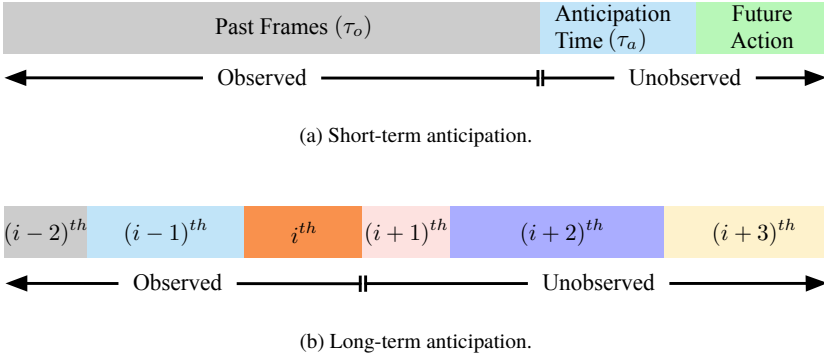 Past Frames (τ_o)
Anticipation
Time (τ_a)
Future
Action
Observed
Unobserved
(a) Short-term anticipation.
(i − 2)^{th} (i − 1)^{th} i^{th} (i + 1)^{th} (i + 2)^{th} (i + 3)^{th}
Observed
Unobserved
(b) Long-term anticipation.